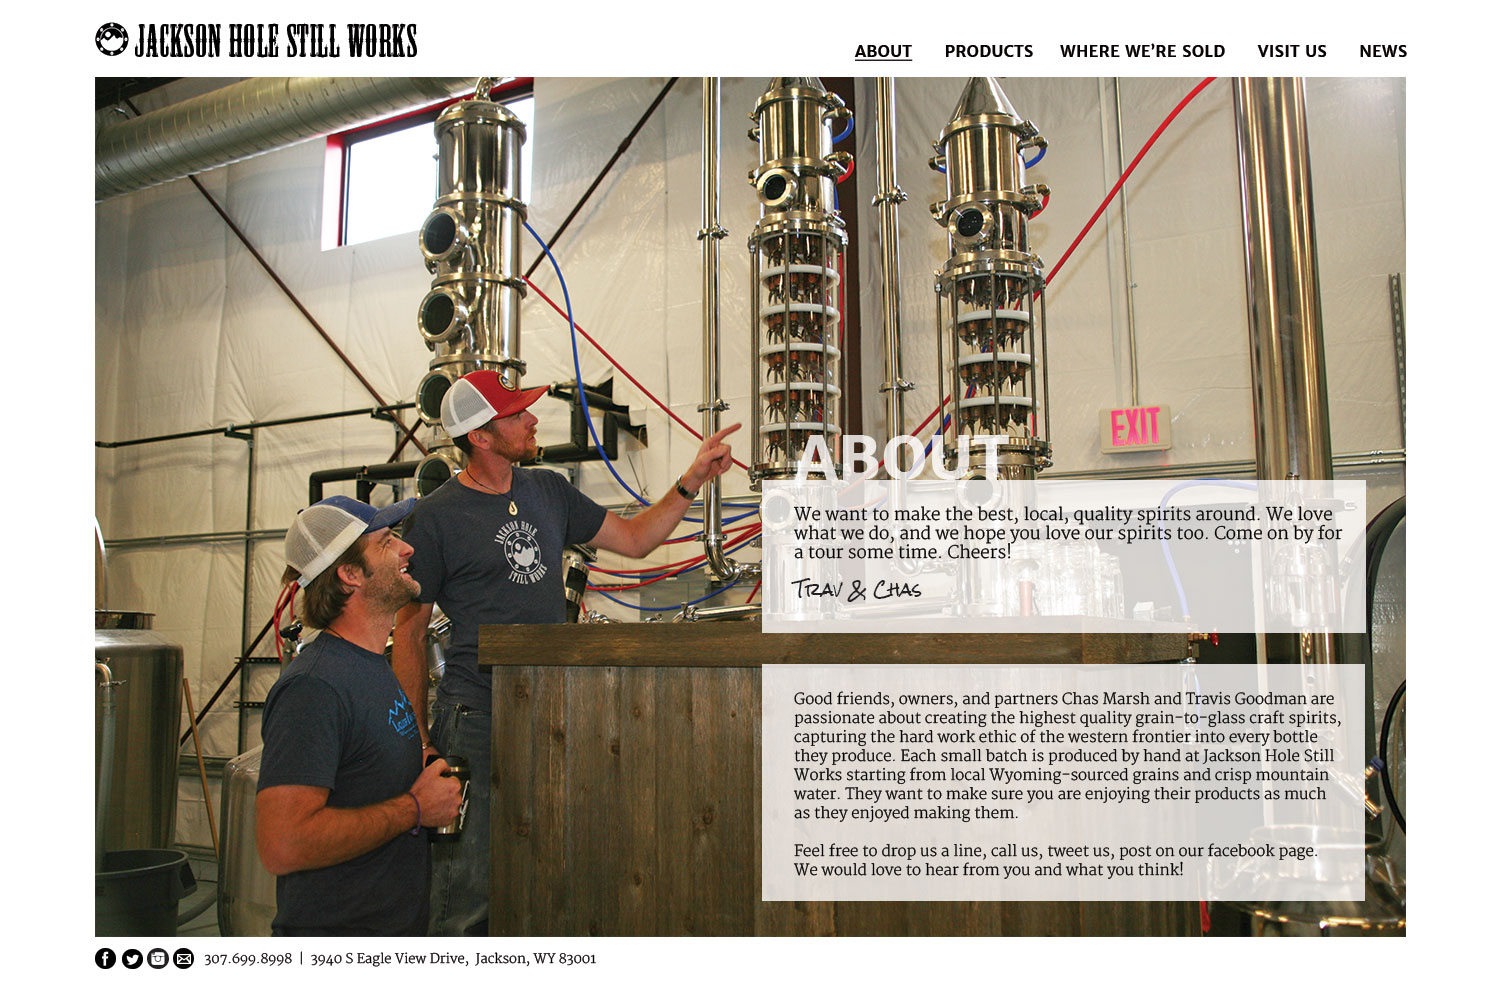 JACKSON HOLE STILL WORKS
ABOUT PRODUCTS WHERE WE'RE SOLD VISIT US NEWS
EXIT
ABOUT
We want to make the best, local, quality spirits around. We love
what we do, and we hope you love our spirits too. Come on by for
a tour some time. Cheers!
Trav & Chas
JACKSON HOLE
STILL WORKS
Good friends, owners, and partners Chas Marsh and Travis Goodman are
passionate about creating the highest quality grain-to-glass craft spirits,
capturing the hard work ethic of the western frontier into every bottle
they produce. Each small batch is produced by hand at Jackson Hole Still
Works starting from local Wyoming-sourced grains and crisp mountain
water. They want to make sure you are enjoying their products as much
as they enjoyed making them.
Feel free to drop us a line, call us, tweet us, post on our facebook page.
We would love to hear from you and what you think!
307.699.8998 | 3940 S Eagle View Drive, Jackson, WY 83001